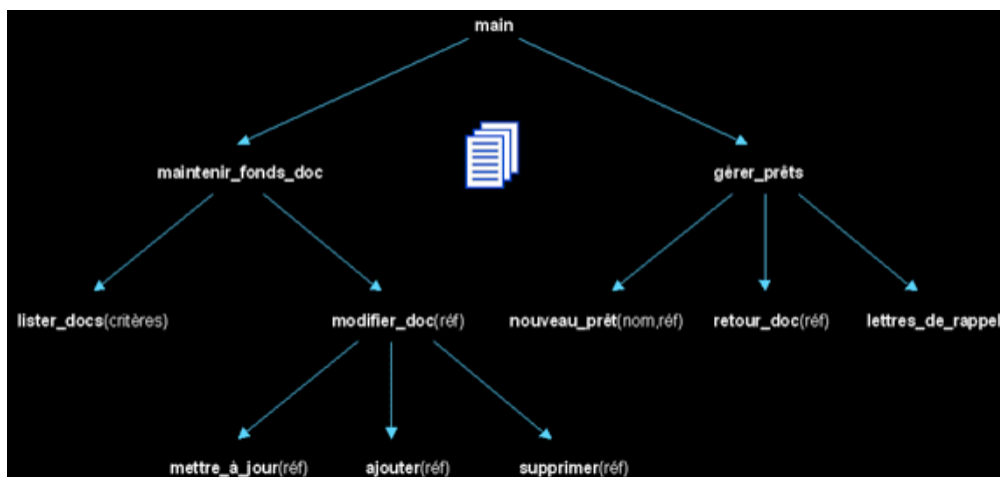 main
maintenir_fonds_doc
gérer_prêts
lister_docs(critères)
modifier_doc(réf)
nouveau_prêt(nom,réf)
retour_doc(réf)
lettres_de_rappel
mettre_à_jour(réf)
ajouter(réf)
supprimer(réf)